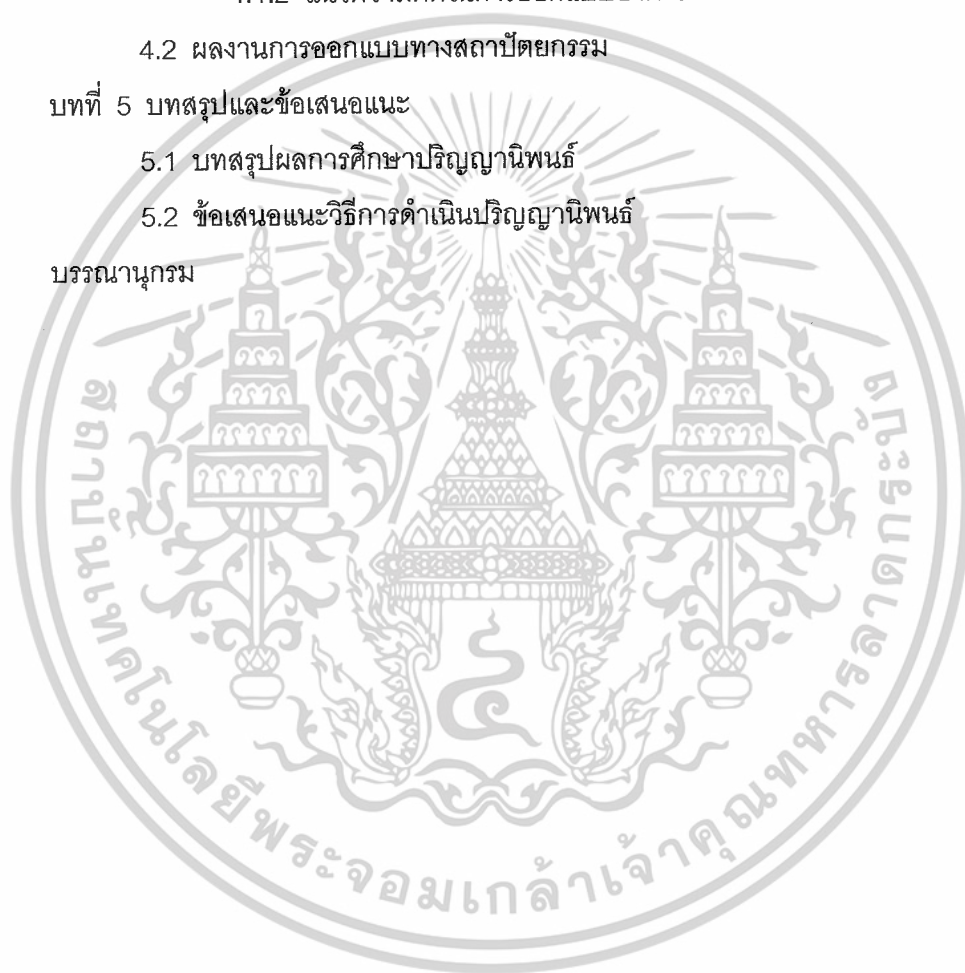 4.2 ผลงานการออกแบบทางสถาปัตยกรรม
บทที่ 5 บทสรุปและข้อเสนอแนะ
5.1 บทสรุปผลการศึกษาปริญญานิพนธ์
5.2 ข้อเสนอแนะวิธีการดำเนินปริญญานิพนธ์
บรรณานุกรม
สถาบันเทคโนโลยีพระจอมเกล้าเจ้าคุณทหารลาดกระบัง
๔